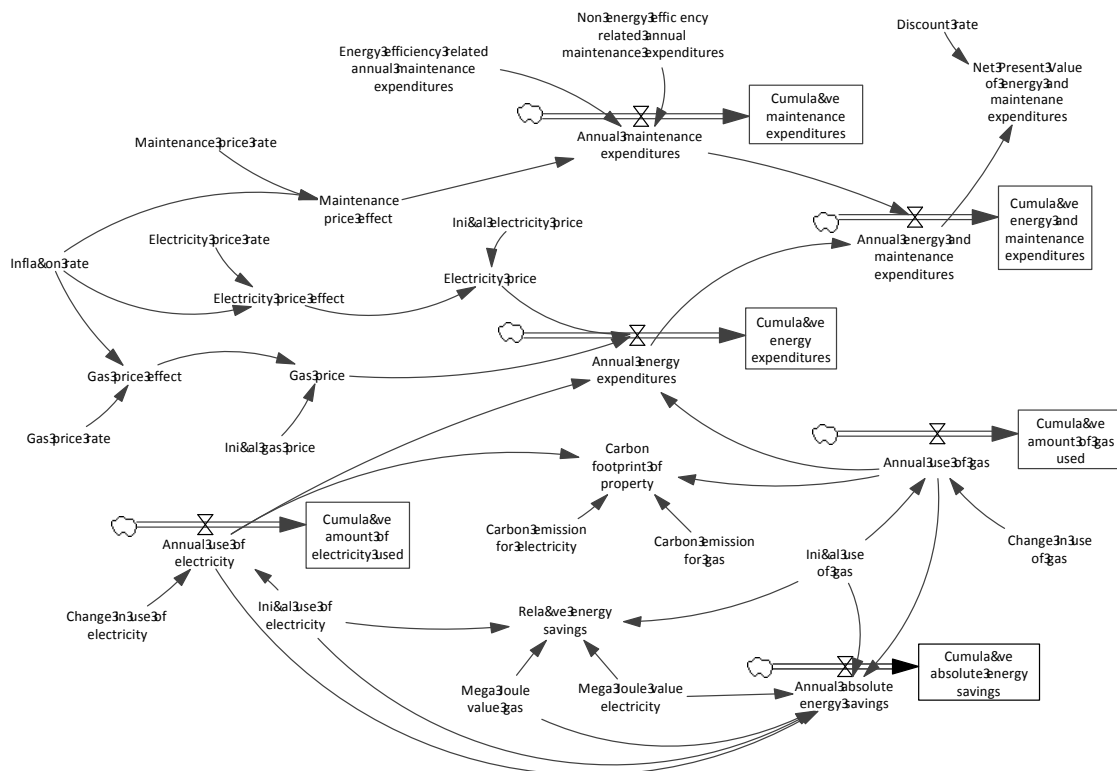 Non3energy3effic ency
related3annual
maintenance3expenditures
Discount3rate
Energy3efficiency3related
annual3maintenance
expenditures
Net3Present3Value
of3energy3and
maintenane
expenditures
Cumula&ve
maintenance
expenditures
Annual3maintenance
expenditures
Maintenance3price3rate
Maintenance
price3effect
Cumula&ve
energy3and
maintenance
expenditures
Annual3energy3and
maintenance
expenditures
Electricity3price3rate
Ini&al3electricity3price
Infla&on3rate
Electricity3price3effect
Electricity3price
Cumula&ve
energy
expenditures
Annual3energy
expenditures
Gas3price3effect
Gas3price
Gas3price3rate
Ini&al3gas3price
Cumula&ve
amount3of3gas
used
Carbon
footprint3of
property
Annual3use3of3gas
Cumula&ve
amount3of
electricity3used
Annual3use3of
electricity
Carbon3emission
for3electricity
Carbon3emission
for3gas
Ini&al3use
of3gas
Change3n3use
of3gas
Change3n3use3of
electricity
Ini&al3use3of
electricity
Rela&ve3energy
savings
Mega3oule
value3gas
Mega3oule3value
electricity
Annual3absolute
energy3savings
Cumula&ve
absolute3energy
savings